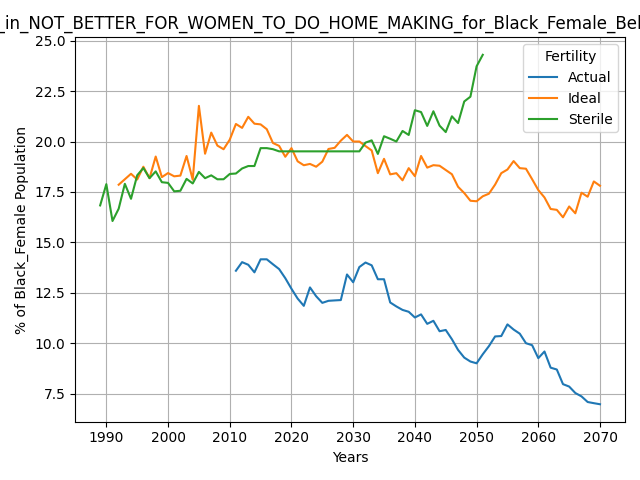 in_NOT_BETTER_FOR_WOMEN_TO_DO_HOME_MAKING_for_Black_Female_Bel
25.0
22.5
20.0
17.5
15.0
12.5
10.0
7.5
% of Black_Female Population
Fertility
Actual
Ideal
Sterile
1990 2000 2010 2020 2030 2040 2050 2060 2070
Years